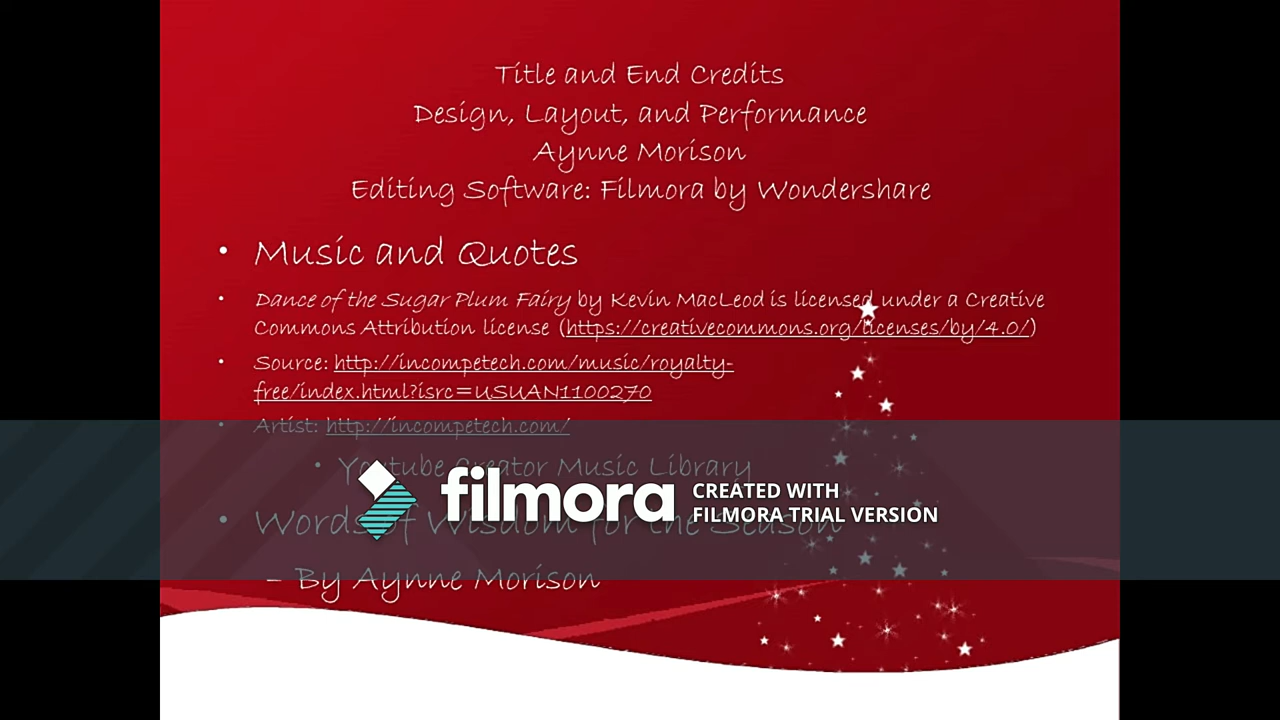 Title and End Credits
Design, Layout, and Performance
Aynne Morison
Editing Software: Filmora by Wondershare
• Music and Quotes
• Dance of the Sugar Plum Fairy by Kevin MacLeod is licensed under a Creative
Commons Attribution license (https://creativecommons.org/licenses/by/4.0/)
• Source: http://incompetech.com/music/royalty-
free/index.html?isrc=USUAN1100270
• Artist: http://incompetech.com/
• Youtube Creator Music Library
filmora
CREATED WITH
FILMORA TRIAL VERSION
• Words of Wisdom for the Season
– By Aynne Morison